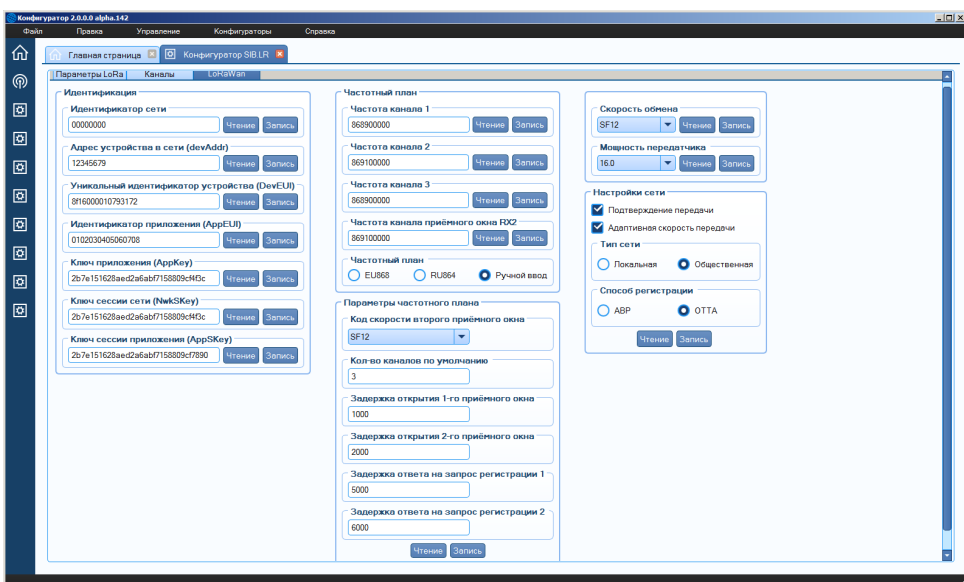 Конфигуратор 2.0.0.0 alpha.142
Файл Правка Управление Конфигураторы Справка
Главная страница Конфигуратор SIB.LR
Параметры LoRa Каналы LoRaWan
Идентификация
Идентификатор сети
00000000 Чтение Запись
Адрес устройства в сети (devAddr)
12345679 Чтение Запись
Уникальный идентификатор устройства (DevEUI)
8f16000010793172 Чтение Запись
Идентификатор приложения (AppEUI)
0102030405060708 Чтение Запись
Ключ приложения (AppKey)
2b7e151628aed2a6abf7158809cf4f3c Чтение Запись
Ключ сессии сети (NwkSKey)
2b7e151628aed2a6abf7158809cf4f3c Чтение Запись
Ключ сессии приложения (AppSKey)
2b7e151628aed2a6abf7158809cf7890 Чтение Запись
Частотный план
Частота канала 1
868900000 Чтение Запись
Частота канала 2
869100000 Чтение Запись
Частота канала 3
868900000 Чтение Запись
Частота канала приёмного окна RX2
869100000 Чтение Запись
Частотный план
EU868 RU864 Ручной ввод
Параметры частотного плана
Код скорости второго приёмного окна
SF12
Кол-во каналов по умолчанию
3
Задержка открытия 1-го приёмного окна
1000
Задержка открытия 2-го приёмного окна
2000
Задержка ответа на запрос регистрации 1
5000
Задержка ответа на запрос регистрации 2
6000
Чтение Запись
Скорость обмена
SF12 Чтение Запись
Мощность передатчика
16.0 Чтение Запись
Настройки сети
Подтверждение передачи
Адаптивная скорость передачи
Тип сети
Локальная Общественная
Способ регистрации
ABP OTTA
Чтение Запись